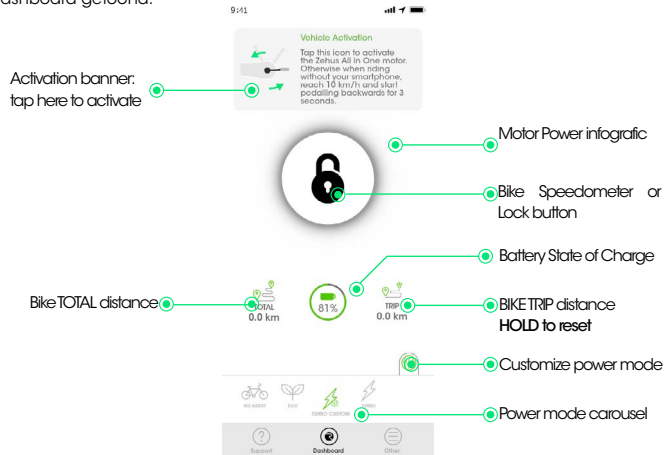 ashboard getoond.
9:41
Vehicle Activation
Tap this icon to activate
the Zehus All in One motor.
Otherwise when riding
without your smartphone,
reach 10 km/h and start
pedalling backwards for 3
seconds.
Activation banner:
tap here to activate
Motor Power infografic
Bike Speedometer or
Lock button
Battery State of Charge
Bike TOTAL distance
TOTAL
0.0 km
81%
TRIP
0.0 km
BIKE TRIP distance
HOLD to reset
Customize power mode
NO ASSIST
ECO
TURBO CUSTOM
TURBO
Power mode carousel
Support
Dashboard
Other